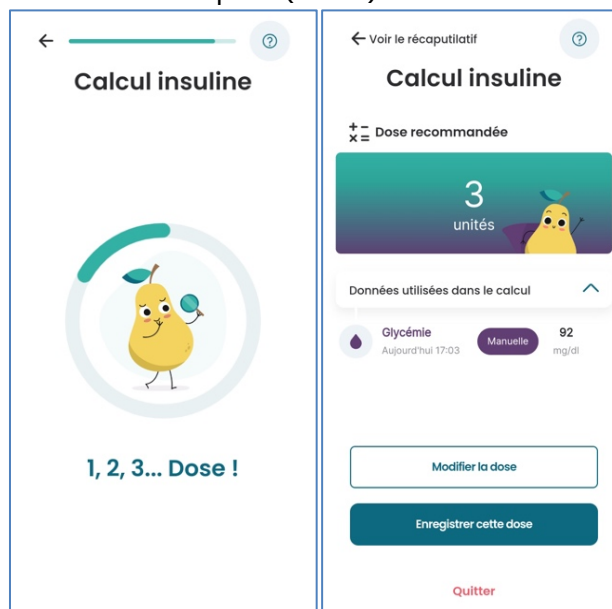 Calcul insuline
1, 2, 3... Dose !
Voir le récaputilatif
Calcul insuline
Dose recommandée
3
unités
Données utilisées dans le calcul
Glycémie
Aujourd'hui 17:03
Manuelle
92
mg/dl
Modifier la dose
Enregistrer cette dose
Quitter